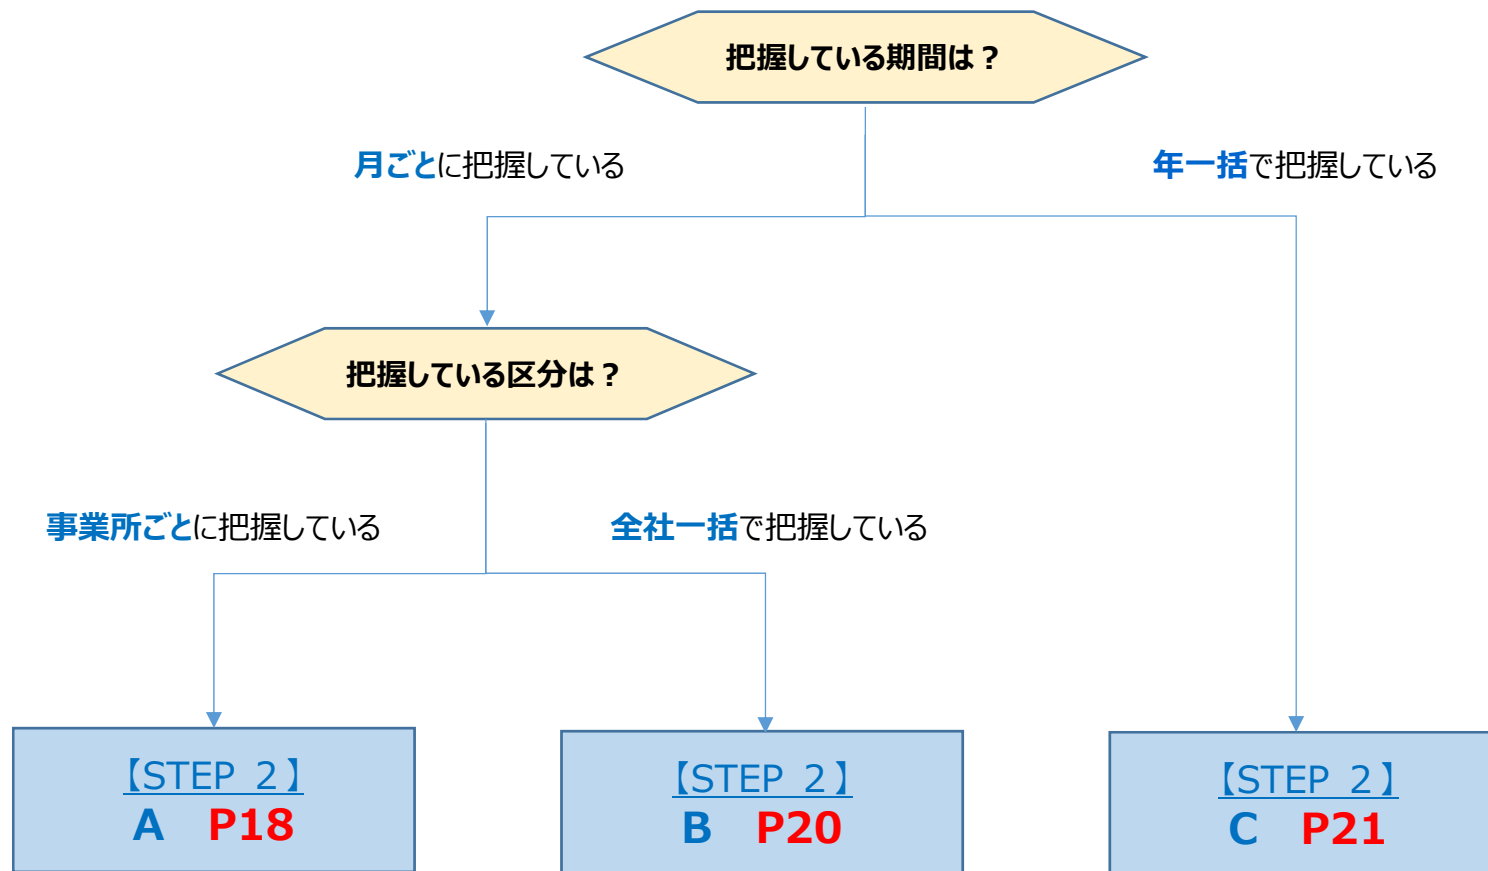 把握している期間は？
月ごとに把握している
年一括で把握している
把握している区分は？
事業所ごとに把握している
全社一括で把握している
【STEP 2】
A P18
【STEP 2】
B P20
【STEP 2】
C P21